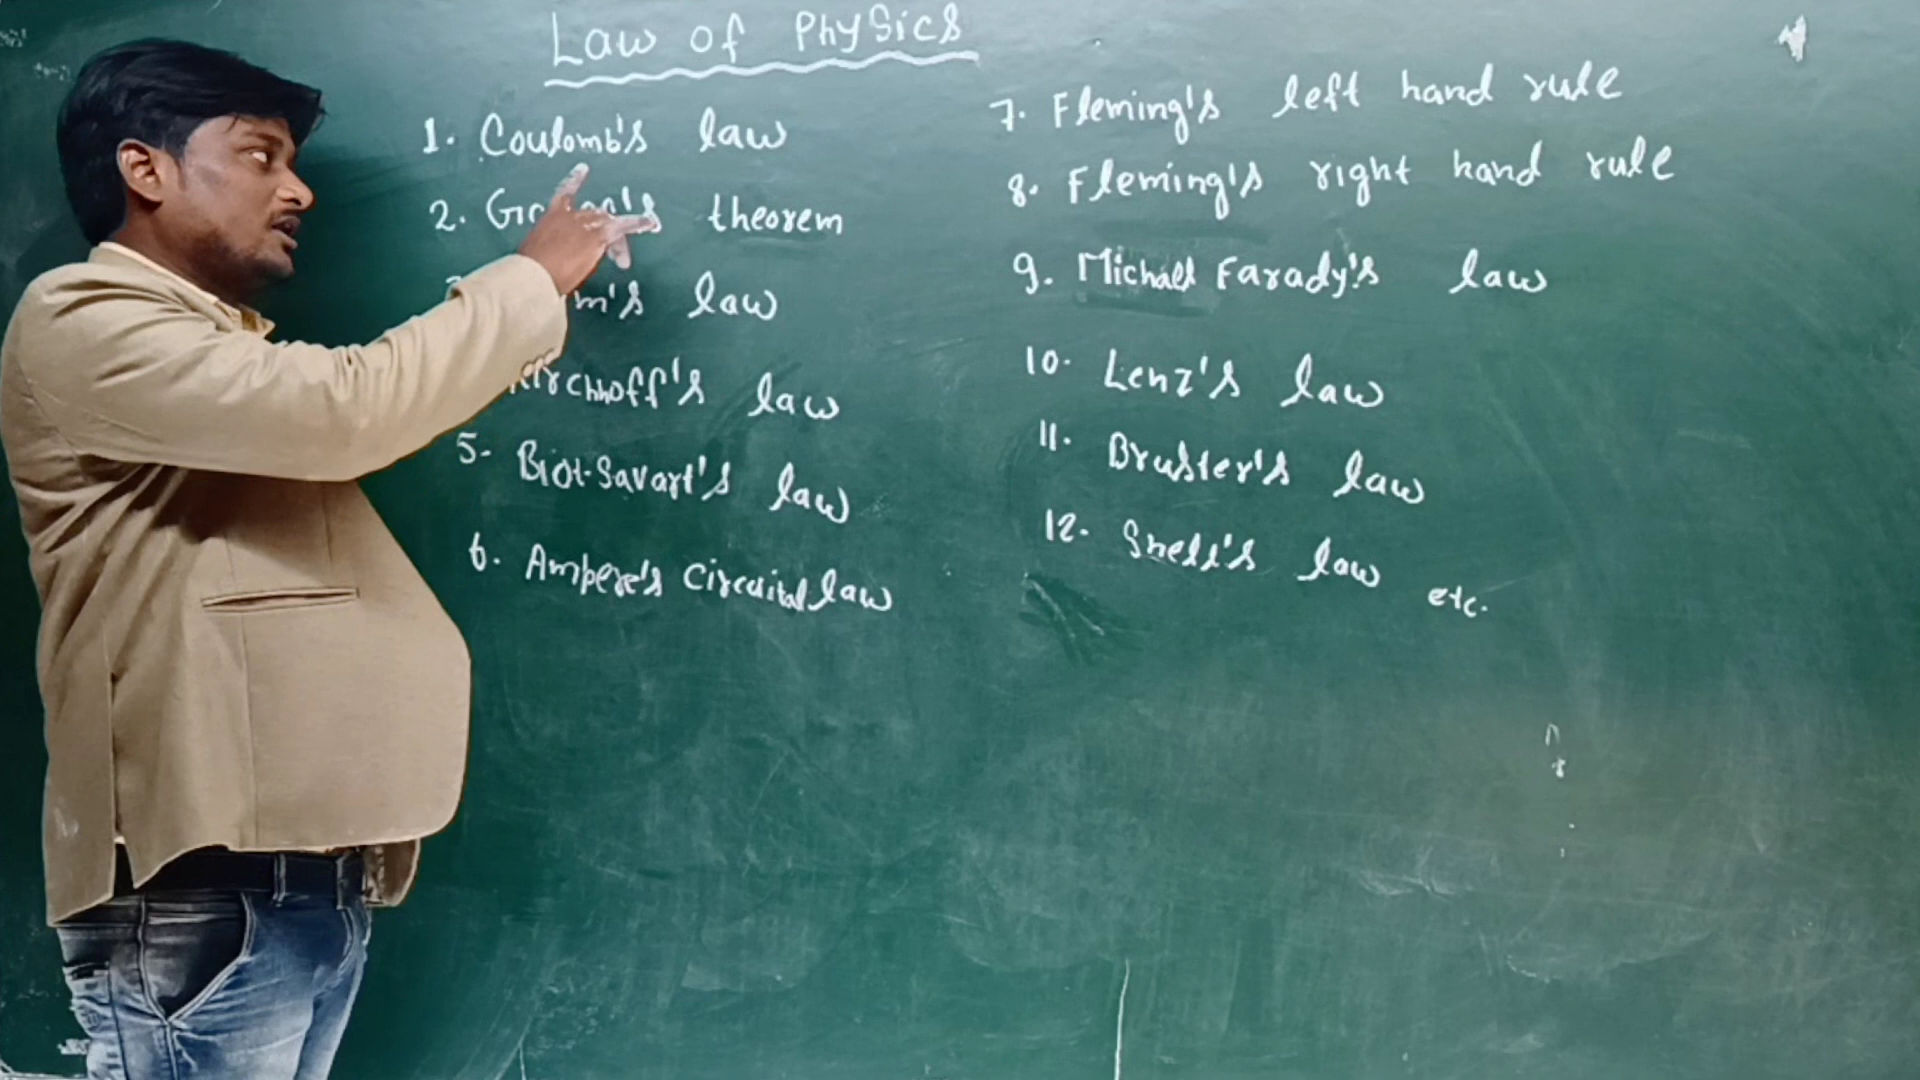 Law of Physics
1. Coulomb's law
2. theorem
law
Kirchhoff's law
5. Biot-Savart's law
6. Ampere's Circuital law
7. Fleming's left hand rule
8. Fleming's right hand rule
9. Michael Farady's law
10. Lenz's law
11. Bruster's law
12. Snell's law etc.